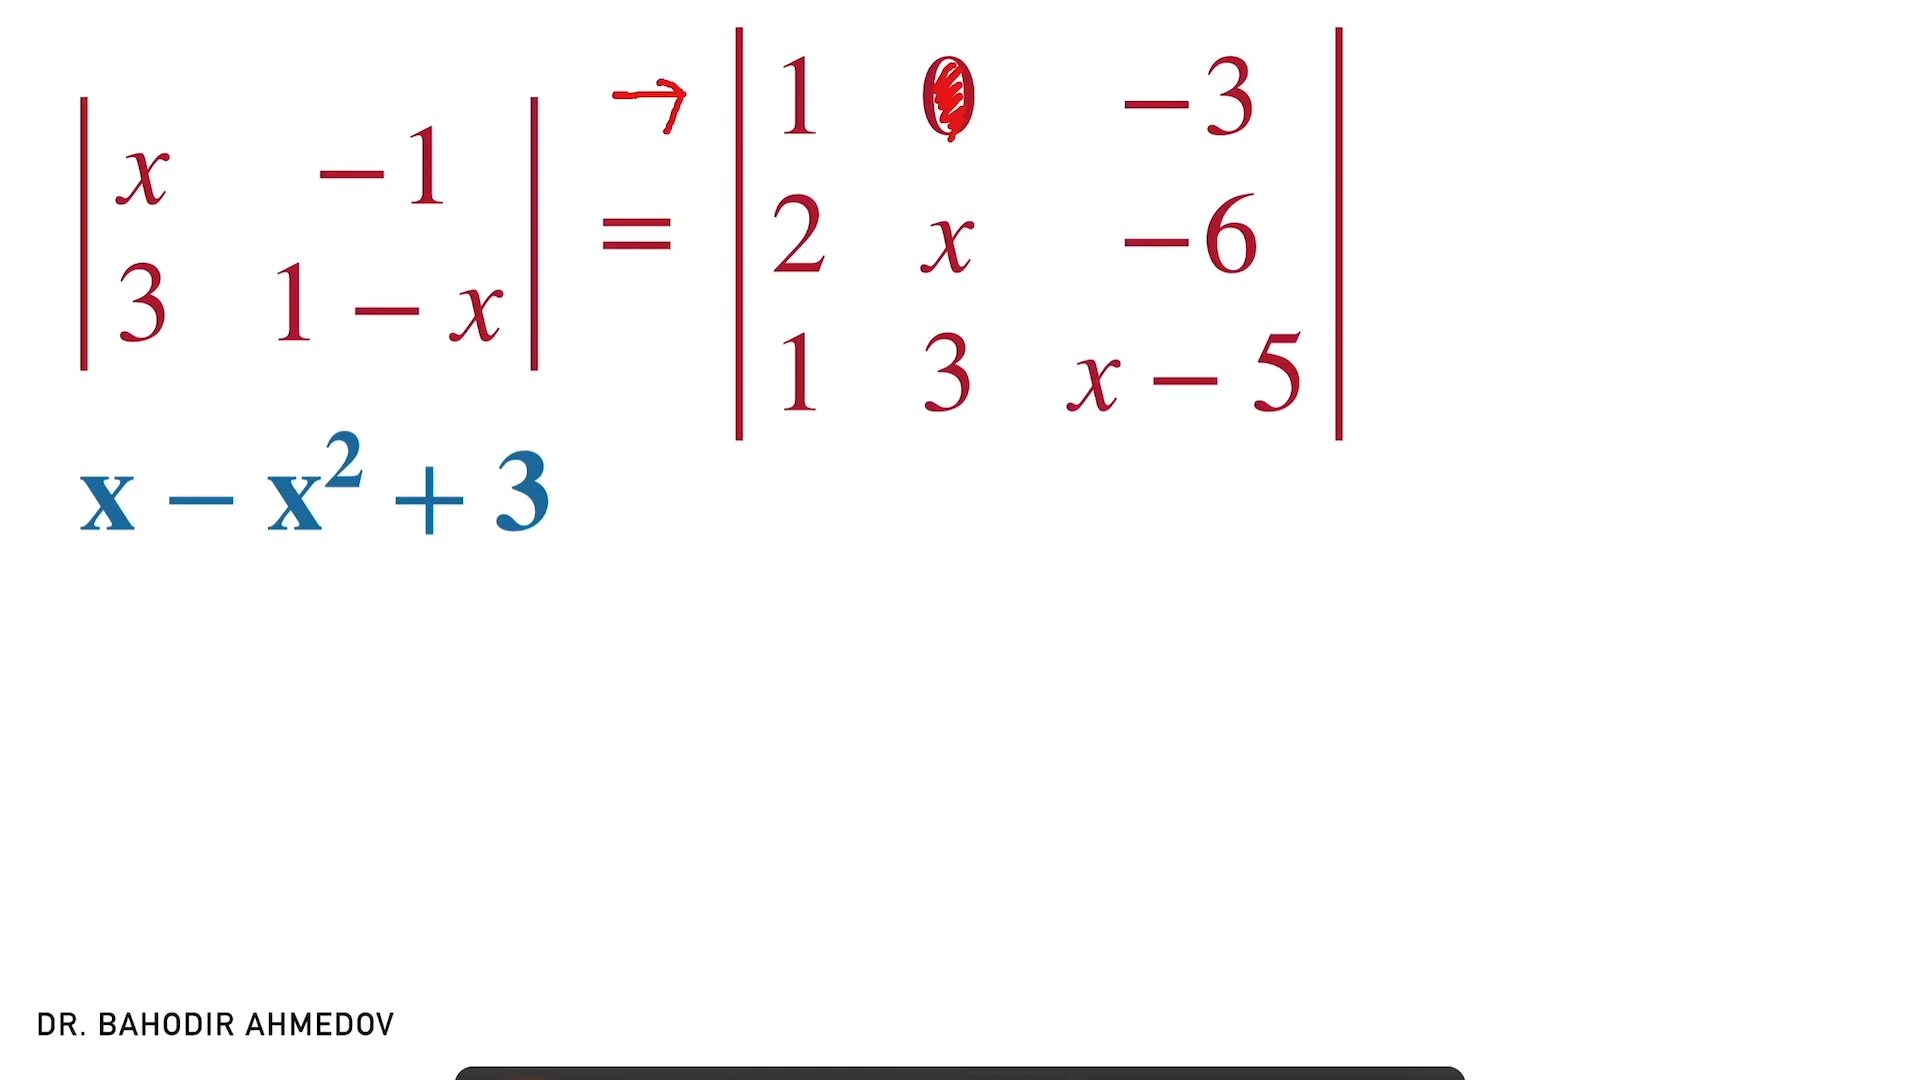 | x −1 | = | 1 0 −3 |
| 3 1 − x | | 2 x −6 |
| 1 3 x − 5 |
x − x² + 3
DR. BAHODIR AHMEDOV